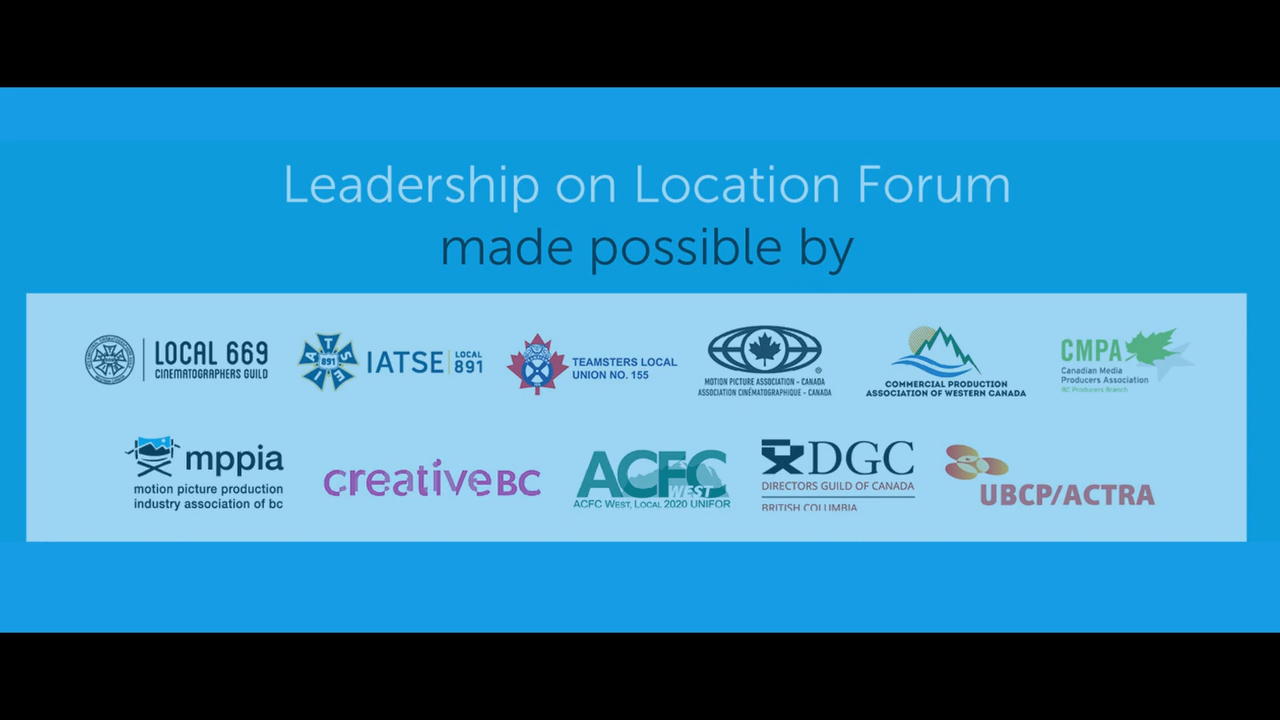 Leadership on Location Forum
made possible by
LOCAL 669
CINEMATOGRAPHERS GUILD
IATSE
891
IATSE LOCAL 891
TEAMSTERS LOCAL
UNION NO. 155
MOTION PICTURE ASSOCIATION - CANADA
ASSOCIATION CINÉMATOGRAPHIQUE - CANADA
COMMERCIAL PRODUCTION
ASSOCIATION OF WESTERN CANADA
CMPA
Canadian Media
Producers Association
BC Producers Branch
mppia
motion picture production
industry association of bc
creativeBC
ACFC
WEST
ACFC WEST, LOCAL 2020 UNIFOR
DGC
DIRECTORS GUILD OF CANADA
BRITISH COLUMBIA
UBCP/ACTRA